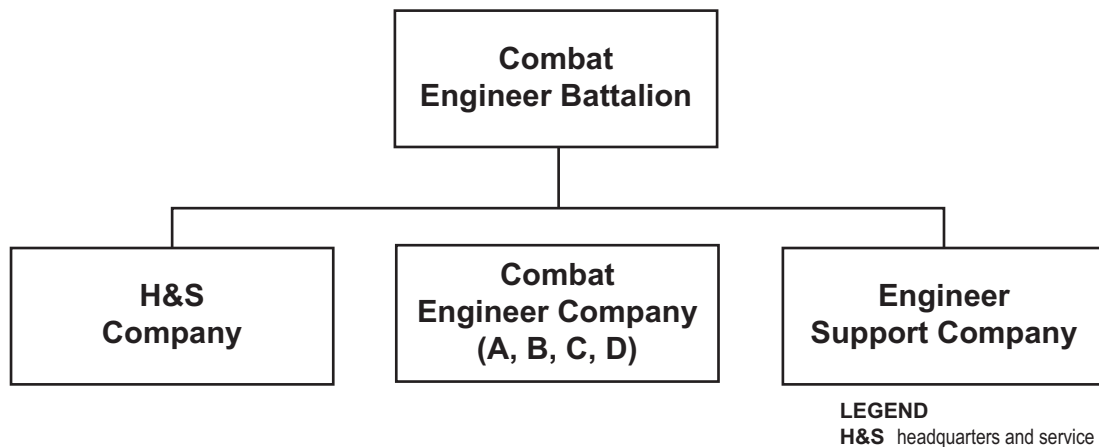 Combat
Engineer Battalion
H&S
Company
Combat
Engineer Company
(A, B, C, D)
Engineer
Support Company
LEGEND
H&S headquarters and service